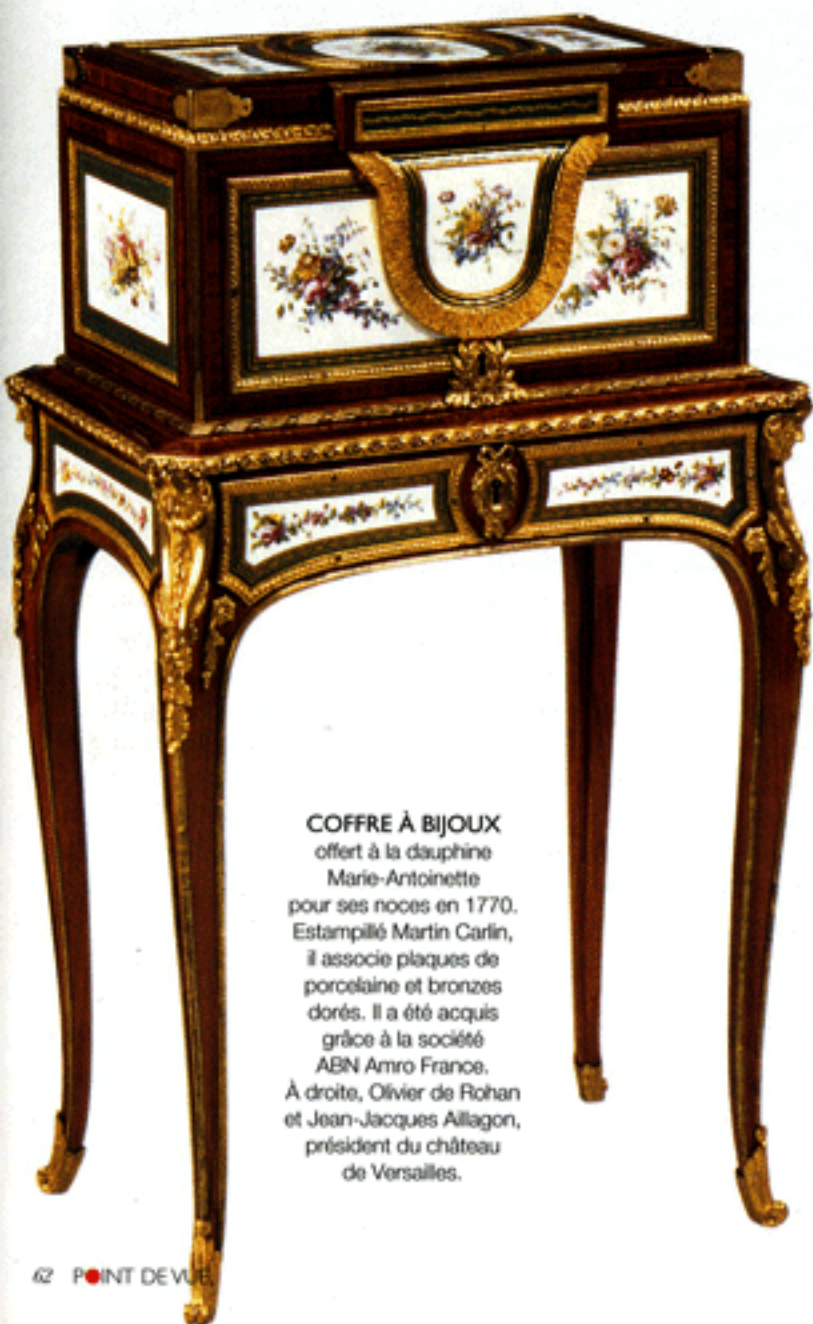 COFFRE À BIJOUX
offert à la dauphine
Marie-Antoinette
pour ses noces en 1770.
Estampillé Martin Carlin,
il associe plaques de
porcelaine et bronzes
dorés. Il a été acquis
grâce à la société
ABN Amro France.
À droite, Olivier de Rohan
et Jean-Jacques Aillagon,
président du château
de Versailles.
62 POINT DE VUE